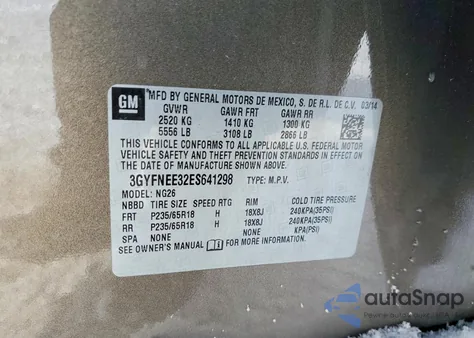 GM
MFD BY GENERAL MOTORS DE MEXICO, S. DE R.L. DE C.V. 03/14
GVWR GAWR FRT GAWR RR
2520 KG 1410 KG 1300 KG
5556 LB 3108 LB 2866 LB
THIS VEHICLE CONFORMS TO ALL APPLICABLE U.S. FEDERAL MOTOR
VEHICLE SAFETY, BUMPER, AND THEFT PREVENTION STANDARDS IN
EFFECT ON THE DATE OF MANUFACTURE SHOWN ABOVE.
3GYFNEE32ES641298 TYPE: M.P.V.
MODEL: NG26
NBBD TIRE SIZE SPEED RTG RIM COLD TIRE PRESSURE
FRT P235/65R18 H 18X8J 240KPA(35PSI)
RR P235/65R18 H 18X8J 240KPA(35PSI)
SPA NONE NONE KPA(PSI)
SEE OWNER'S MANUAL FOR ADDITIONAL INFORMATION.
autoSnap